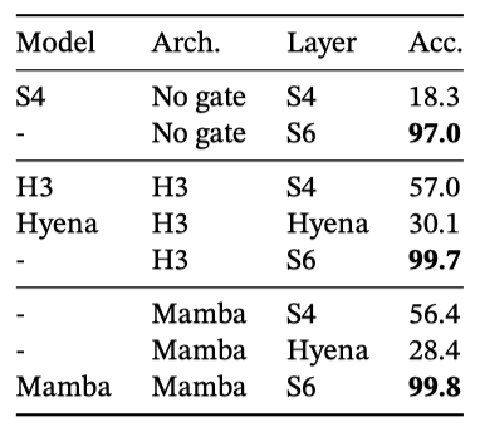 Model Arch. Layer Acc.
S4 No gate S4 18.3
- No gate S6 97.0
H3 H3 S4 57.0
Hyena H3 Hyena 30.1
- H3 S6 99.7
- Mamba S4 56.4
- Mamba Hyena 28.4
Mamba Mamba S6 99.8